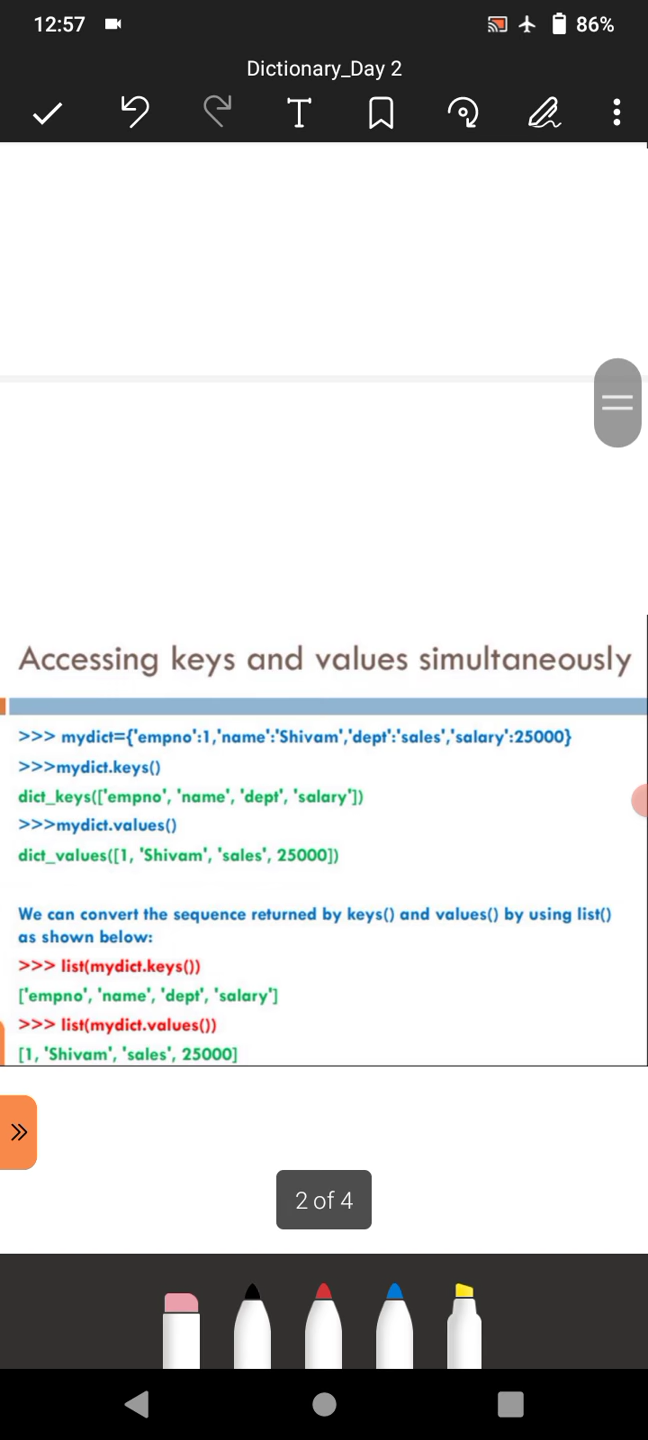 12:57
86%
Dictionary_Day 2
T
Accessing keys and values simultaneously
>>> mydict={'empno':1,'name':'Shivam','dept':'sales','salary':25000}
>>>mydict.keys()
dict_keys(['empno', 'name', 'dept', 'salary'])
>>>mydict.values()
dict_values([1, 'Shivam', 'sales', 25000])
We can convert the sequence returned by keys() and values() by using list()
as shown below:
>>> list(mydict.keys())
['empno', 'name', 'dept', 'salary']
>>> list(mydict.values())
[1, 'Shivam', 'sales', 25000]
2 of 4